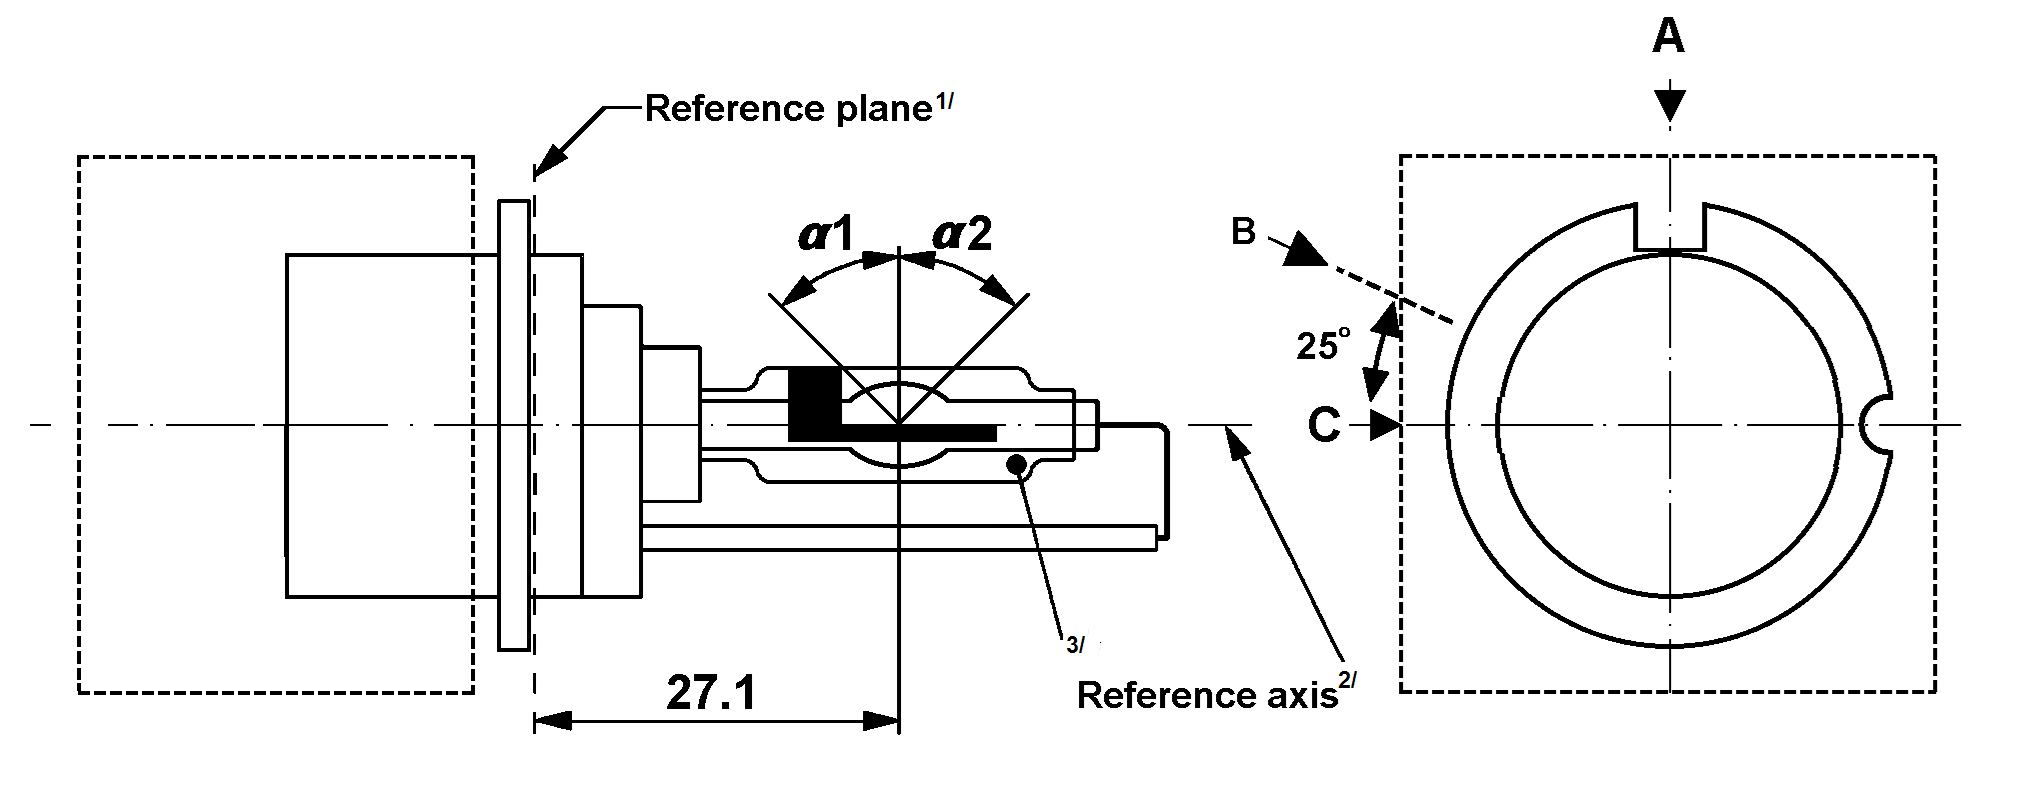 A
Reference plane1/
α1
α2
B
25°
C
3/
27.1
Reference axis2/